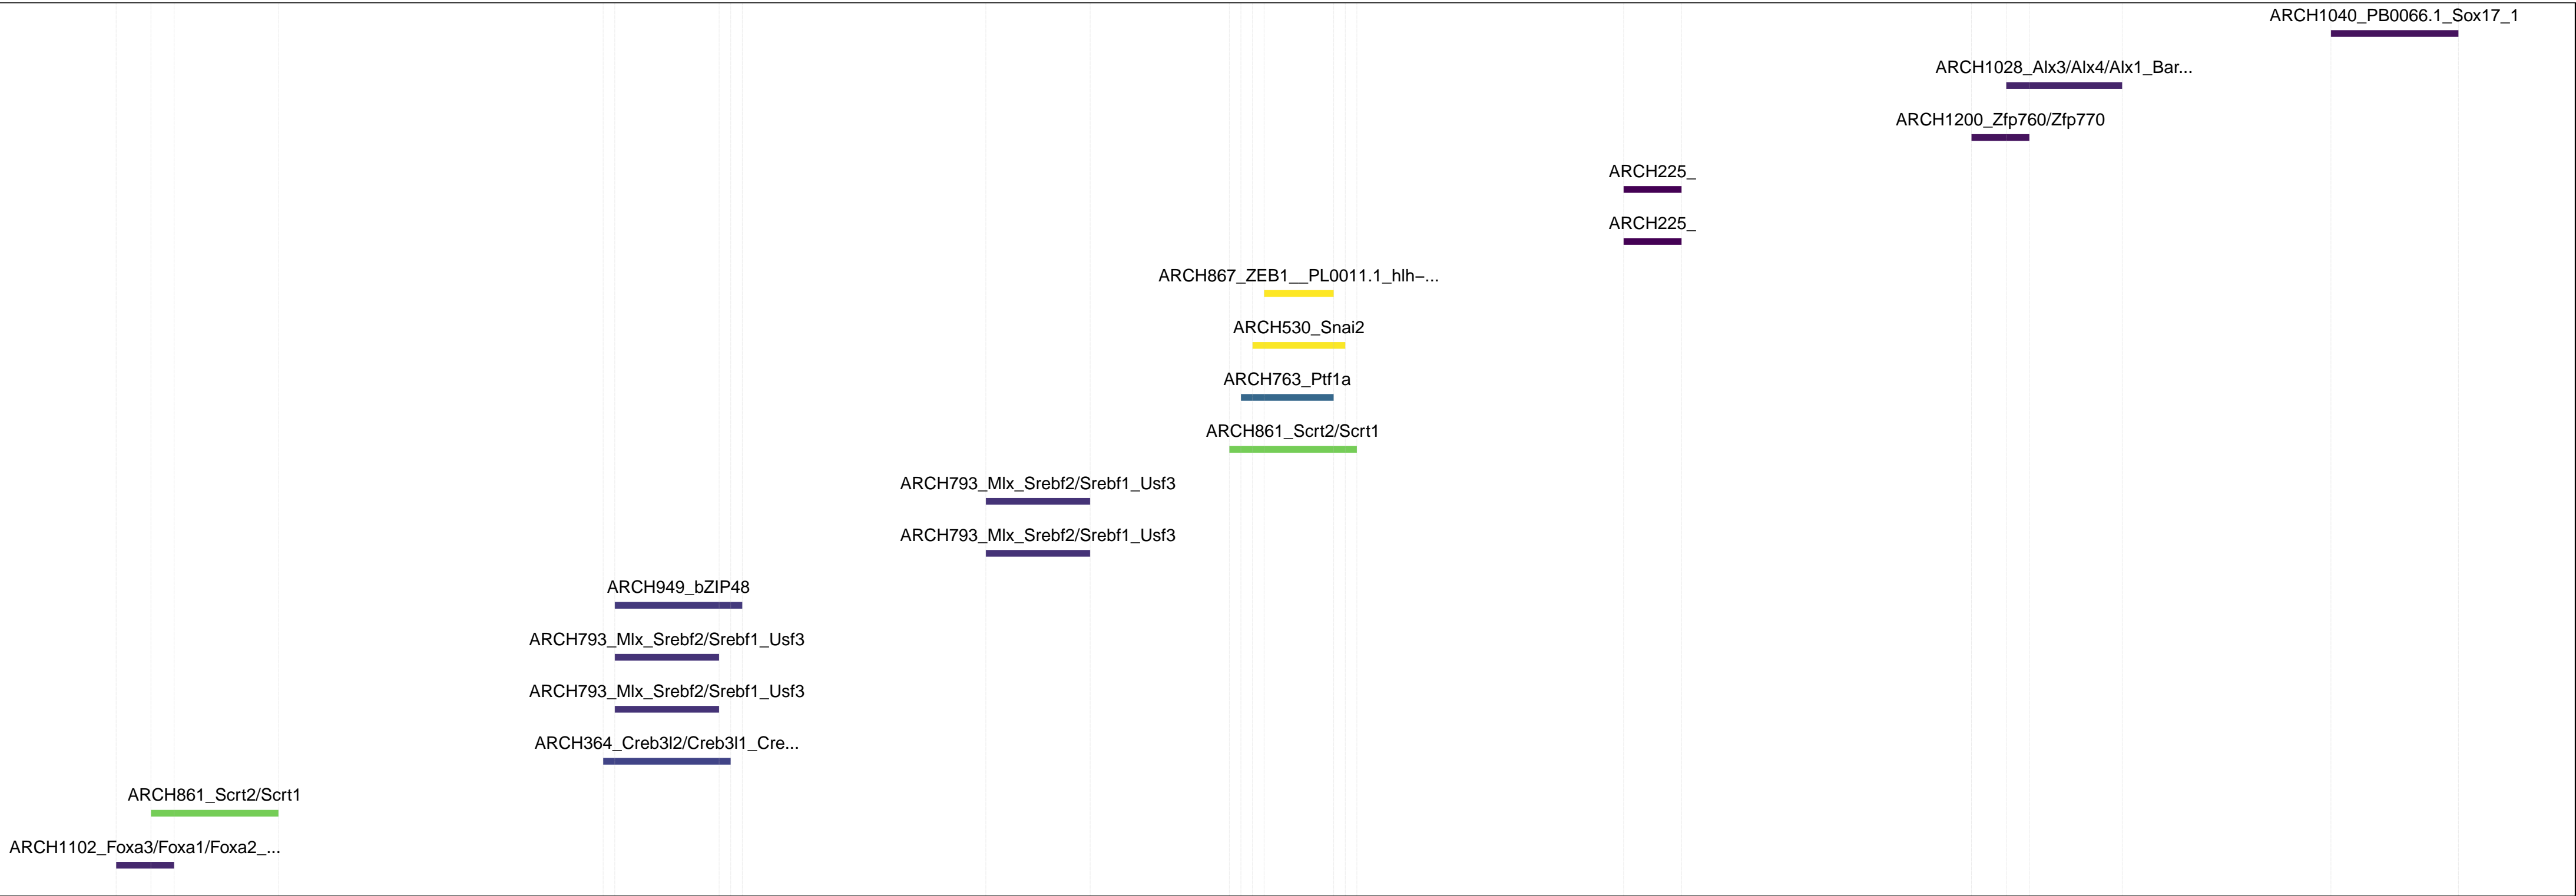 ARCH1040_PB0066.1_Sox17_1
ARCH1028_Alx3/Alx4/Alx1_Bar...
ARCH1200_Zfp760/Zfp770
ARCH225_
ARCH225_
ARCH867_ZEB1__PL0011.1_hlh−...
ARCH530_Snai2
ARCH763_Ptf1a
ARCH861_Scrt2/Scrt1
ARCH793_Mlx_Srebf2/Srebf1_Usf3
ARCH793_Mlx_Srebf2/Srebf1_Usf3
ARCH949_bZIP48
ARCH793_Mlx_Srebf2/Srebf1_Usf3
ARCH793_Mlx_Srebf2/Srebf1_Usf3
ARCH364_Creb3l2/Creb3l1_Cre...
ARCH861_Scrt2/Scrt1
ARCH1102_Foxa3/Foxa1/Foxa2_...